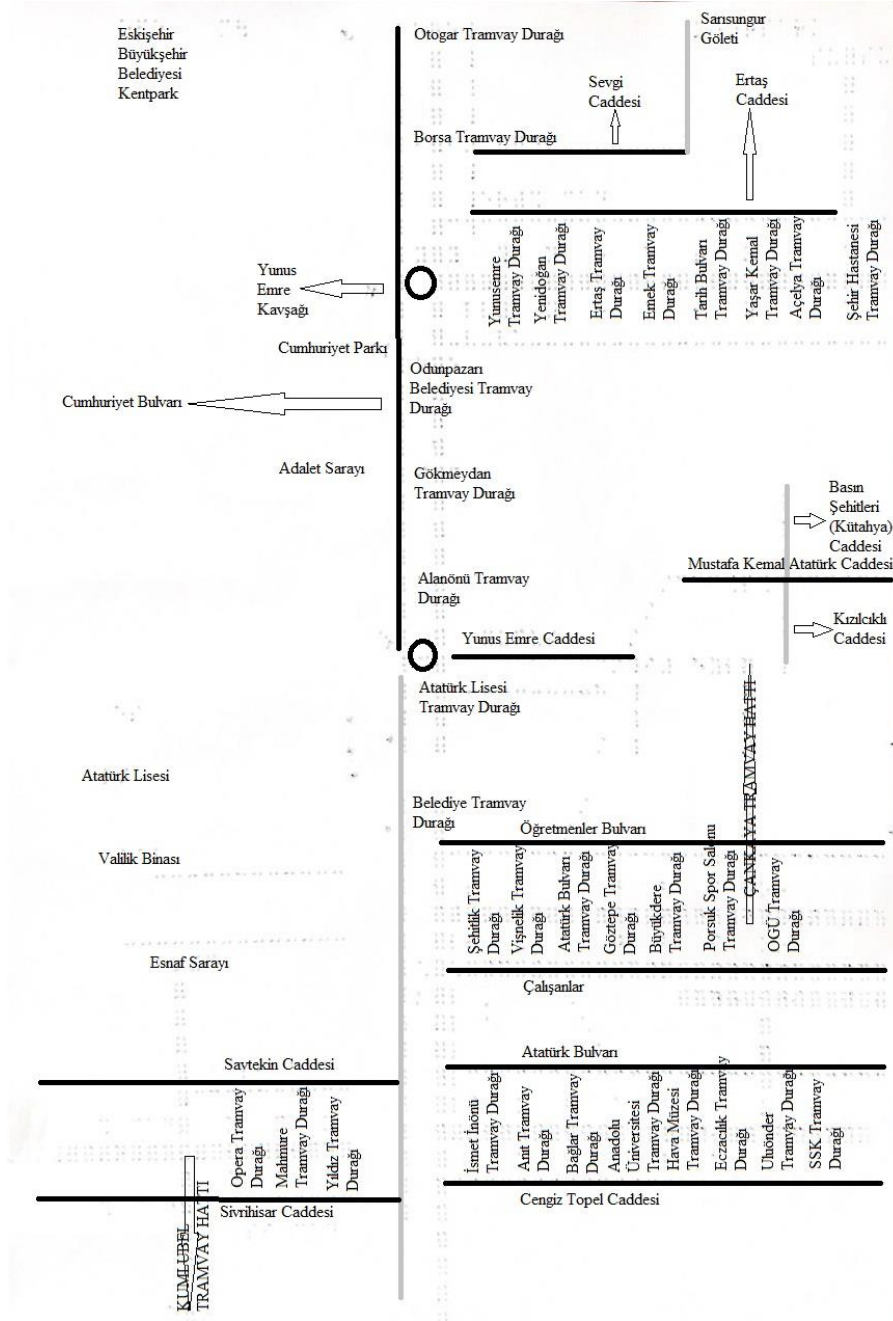 Eskişehir
Büyükşehir
Belediyesi
Kentpark
Otogar Tramvay Durağı
Sarısungur
Göleti
Sevgi
Caddesi
Ertaş
Caddesi
Borsa Tramvay Durağı
Yunusemre
Tramvay Durağı
Yenidoğan
Tramvay Durağı
Ertaş Tramvay
Durağı
Emek Tramvay
Durağı
Tarih Bulvarı
Tramvay Durağı
Yaşar Kemal
Tramvay Durağı
Açelya Tramvay
Durağı
Şehir Hastanesi
Tramvay Durağı
Yunus
Emre
Kavşağı
Cumhuriyet Parkı
Odunpazarı
Belediyesi Tramvay
Durağı
Cumhuriyet Bulvarı
Adalet Sarayı
Gökmeydan
Tramvay Durağı
Basın
Şehitleri
(Kütahya)
Caddesi
Mustafa Kemal Atatürk Caddesi
Alanönü Tramvay
Durağı
Kızılcıklı
Caddesi
Yunus Emre Caddesi
Atatürk Lisesi
Tramvay Durağı
ÇANKAYA TRAMVAY HATTI
Atatürk Lisesi
Belediye Tramvay
Durağı
Öğretmenler Bulvarı
Valilik Binası
Şehitlik Tramvay
Durağı
Vişnelik Tramvay
Durağı
Atatürk Bulvarı
Tramvay Durağı
Göztepe Tramvay
Durağı
Büyükdere
Tramvay Durağı
Porsuk Spor Salonu
Tramvay Durağı
OGÜ Tramvay
Durağı
Esnaf Sarayı
Çalışanlar
Atatürk Bulvarı
Savtekin Caddesi
Opera Tramvay
Durağı
Mahmure
Tramvay Durağı
Yıldız Tramvay
Durağı
İsmet İnönü
Tramvay Durağı
Anıt Tramvay
Durağı
Bağlar Tramvay
Durağı
Anadolu
Üniversitesi
Tramvay Durağı
Hava Müzesi
Tramvay Durağı
Eczacılık Tramvay
Durağı
Uluönder
Tramvay Durağı
SSK Tramvay
Durağı
Sivrihisar Caddesi
Cengiz Topel Caddesi
KUMLUBEL
TRAMVAY HATTI